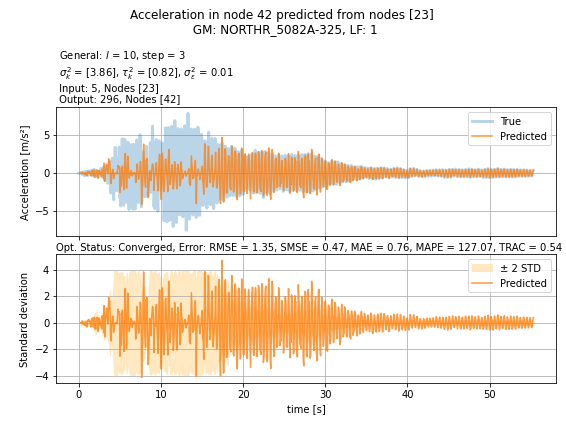 Acceleration in node 42 predicted from nodes [23]
GM: NORTHR_5082A-325, LF: 1
General: l = 10, step = 3
σ²ₖ = [3.86], τ²ₖ = [0.82], σ²ε = 0.01
Input: 5, Nodes [23]
Output: 296, Nodes [42]
True
Predicted
Acceleration [m/s²]
5
0
−5
Opt. Status: Converged, Error: RMSE = 1.35, SMSE = 0.47, MAE = 0.76, MAPE = 127.07, TRAC = 0.54
± 2 STD
Predicted
Standard deviation
4
2
0
−2
−4
0 10 20 30 40 50
time [s]